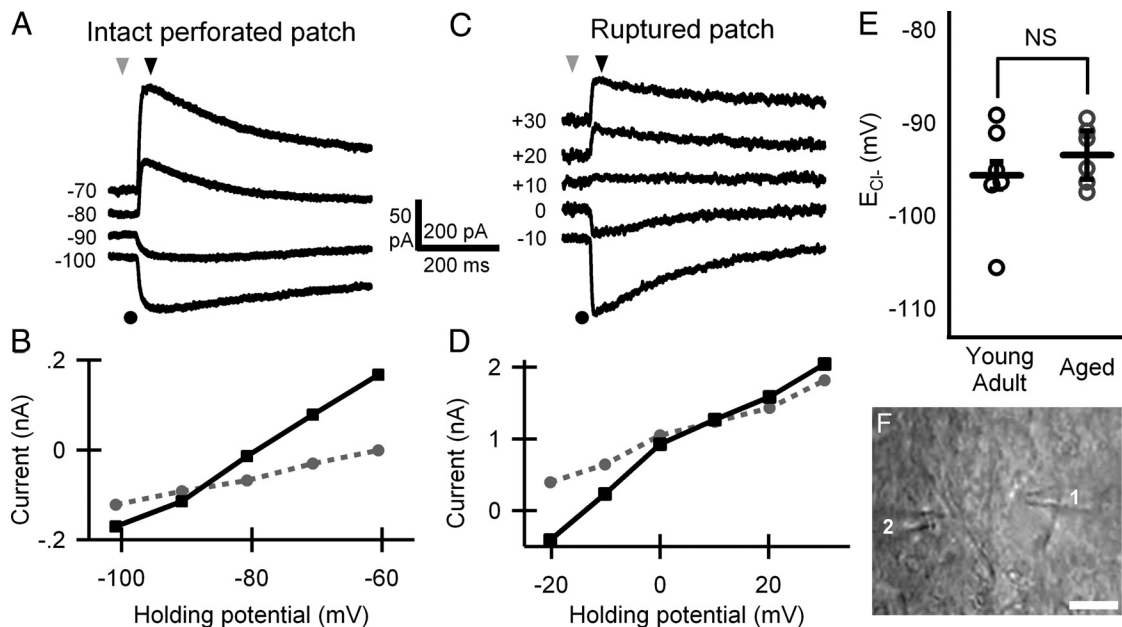 A
Intact perforated patch
-70
-80
-90
-100
50
pA
200 pA
200 ms
C
Ruptured patch
+30
+20
+10
0
-10
E
NS
-80
-90
-100
-110
E_Cl- (mV)
Young
Adult
Aged
B
.2
0
-.2
Current (nA)
-100
-80
-60
Holding potential (mV)
D
2
1
0
Current (nA)
-20
0
20
Holding potential (mV)
F
1
2